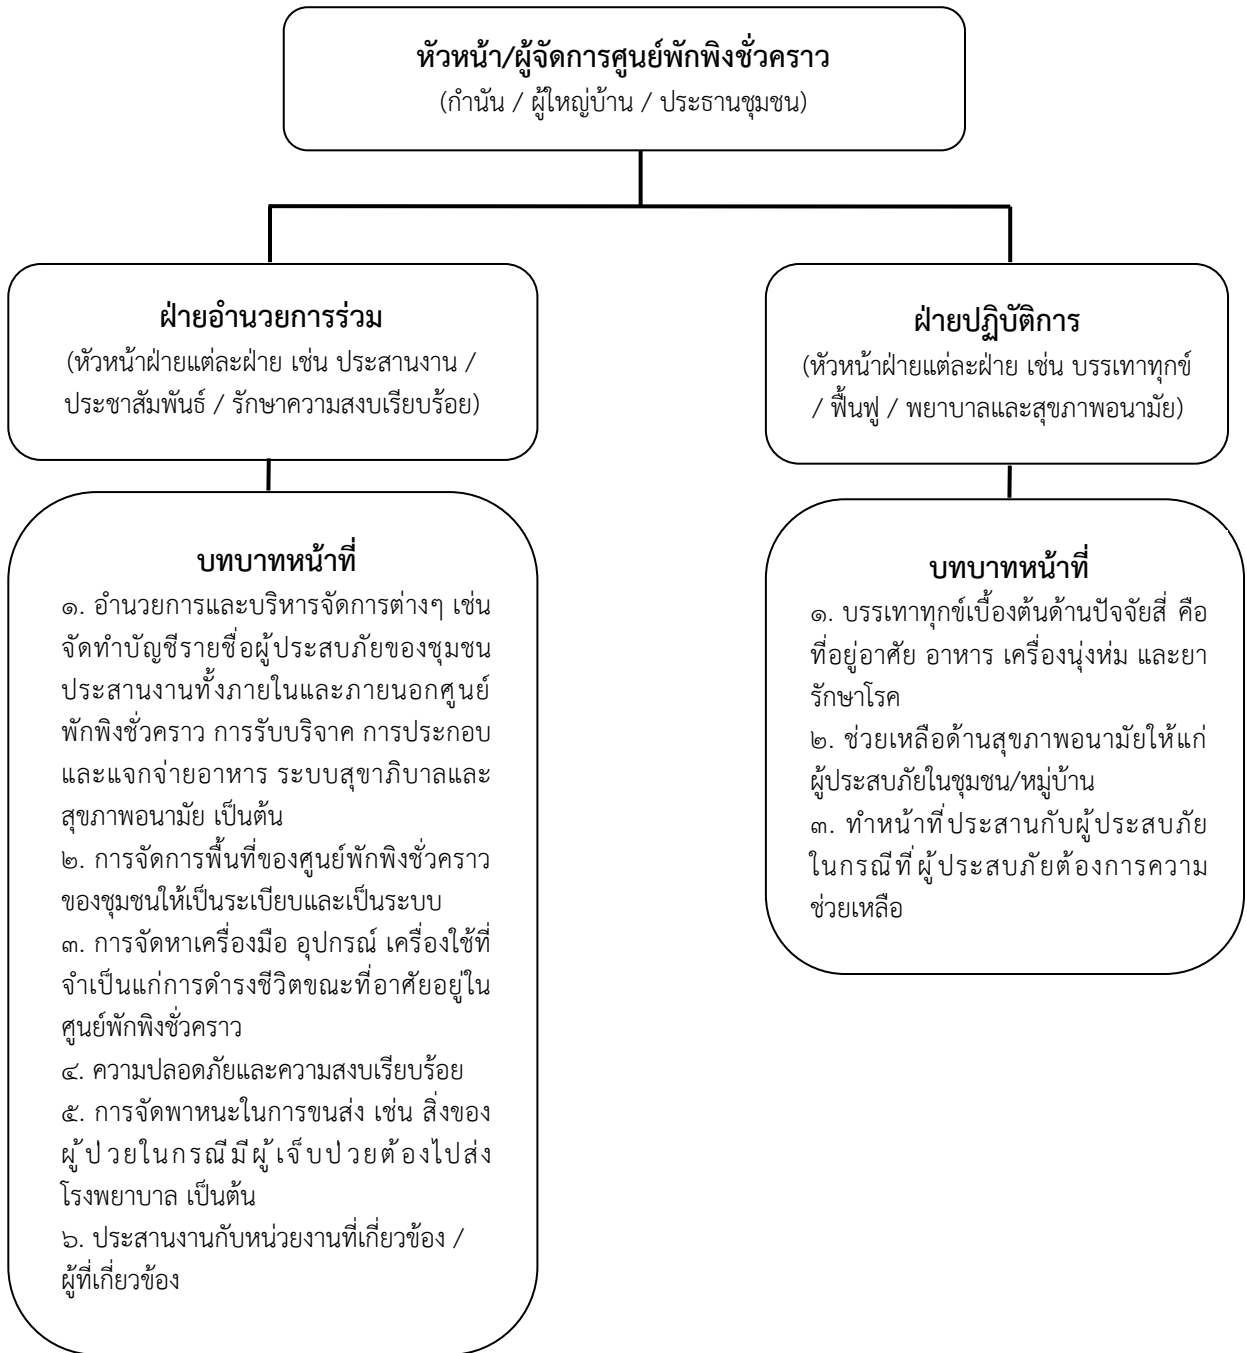 หัวหน้า/ผู้จัดการศูนย์พักพิงชั่วคราว
(กำนัน / ผู้ใหญ่บ้าน / ประธานชุมชน)
ฝ่ายอำนวยการร่วม
(หัวหน้าฝ่ายแต่ละฝ่าย เช่น ประสานงาน /
ประชาสัมพันธ์ / รักษาความสงบเรียบร้อย)
ฝ่ายปฏิบัติการ
(หัวหน้าฝ่ายแต่ละฝ่าย เช่น บรรเทาทุกข์
/ ฟื้นฟู / พยาบาลและสุขภาพอนามัย)
บทบาทหน้าที่
๑. อำนวยการและบริหารจัดการต่างๆ เช่น
จัดทำบัญชีรายชื่อผู้ประสบภัยของชุมชน
ประสานงานทั้งภายในและภายนอกศูนย์
พักพิงชั่วคราว การรับบริจาค การประกอบ
และแจกจ่ายอาหาร ระบบสุขาภิบาลและ
สุขภาพอนามัย เป็นต้น
๒. การจัดการพื้นที่ของศูนย์พักพิงชั่วคราว
ของชุมชนให้เป็นระเบียบและเป็นระบบ
๓. การจัดหาเครื่องมือ อุปกรณ์ เครื่องใช้ที่
จำเป็นแก่การดำรงชีวิตขณะที่อาศัยอยู่ใน
ศูนย์พักพิงชั่วคราว
๔. ความปลอดภัยและความสงบเรียบร้อย
๕. การจัดพาหนะในการขนส่ง เช่น สิ่งของ
ผู้ป่วยในกรณีมีผู้เจ็บป่วยต้องไปส่ง
โรงพยาบาล เป็นต้น
๖. ประสานงานกับหน่วยงานที่เกี่ยวข้อง /
ผู้ที่เกี่ยวข้อง
บทบาทหน้าที่
๑. บรรเทาทุกข์เบื้องต้นด้านปัจจัยสี่ คือ
ที่อยู่อาศัย อาหาร เครื่องนุ่งห่ม และยา
รักษาโรค
๒. ช่วยเหลือด้านสุขภาพอนามัยให้แก่
ผู้ประสบภัยในชุมชน/หมู่บ้าน
๓. ทำหน้าที่ประสานกับผู้ประสบภัย
ในกรณีที่ผู้ประสบภัยต้องการความ
ช่วยเหลือ